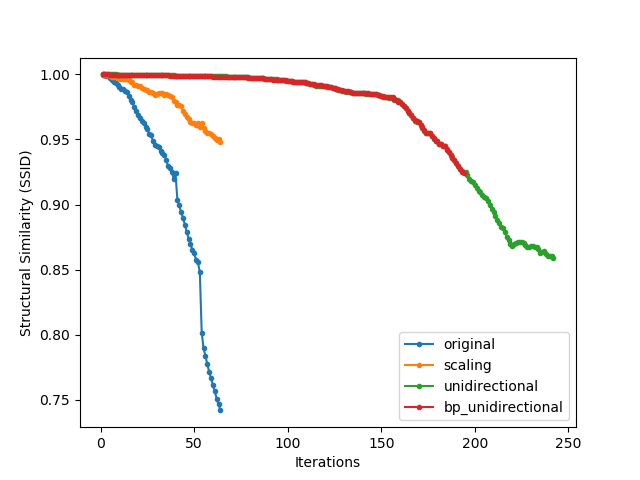 1.00
0.95
0.90
0.85
0.80
0.75
Structural Similarity (SSID)
0
50
100
150
200
250
Iterations
original
scaling
unidirectional
bp_unidirectional